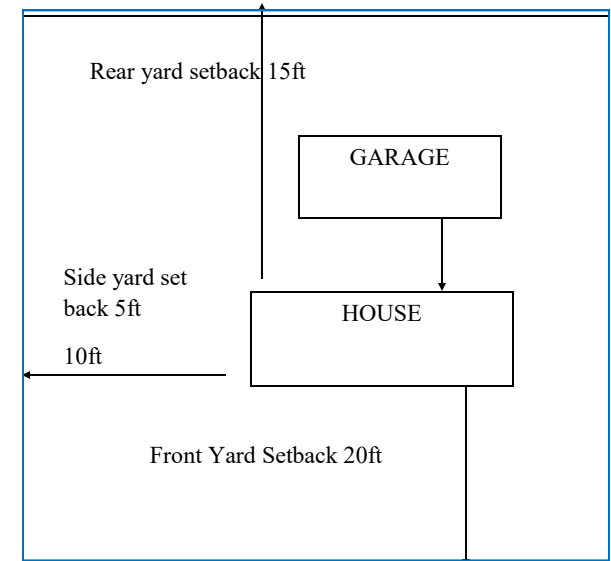 Rear yard setback 15ft
GARAGE
Side yard set
back 5ft
HOUSE
10ft
Front Yard Setback 20ft